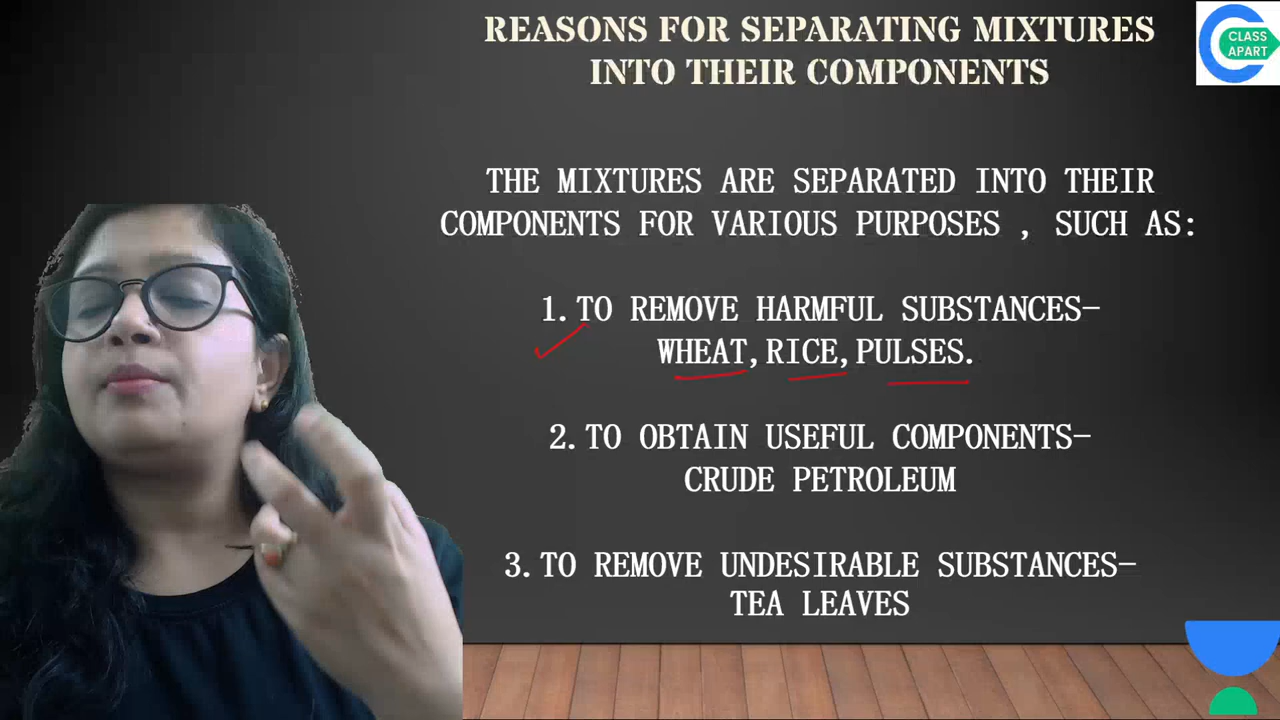 REASONS FOR SEPARATING MIXTURES
INTO THEIR COMPONENTS
CLASS
APART
THE MIXTURES ARE SEPARATED INTO THEIR
COMPONENTS FOR VARIOUS PURPOSES , SUCH AS:
1. TO REMOVE HARMFUL SUBSTANCES-
WHEAT,RICE,PULSES.
2. TO OBTAIN USEFUL COMPONENTS-
CRUDE PETROLEUM
3. TO REMOVE UNDESIRABLE SUBSTANCES-
TEA LEAVES